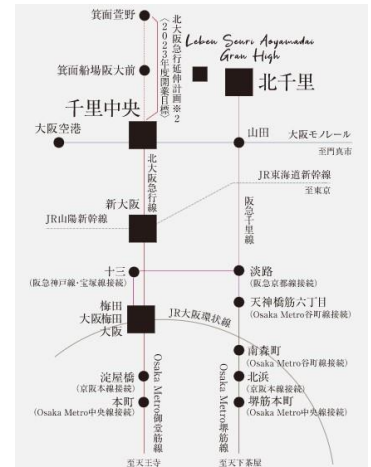 箕面萱野
北大阪急行延伸計画※2
〈2023年度開業目標〉
Leben Senri Aoyamadai
Gran High
箕面船場阪大前
北千里
千里中央
大阪空港
山田
大阪モノレール
至門真市
北大阪急行線
JR東海道新幹線
至東京
新大阪
阪急千里線
JR山陽新幹線
十三
(阪急神戸線・宝塚線接続)
淡路
(阪急京都線接続)
梅田
大阪梅田
大阪
JR大阪環状線
天神橋筋六丁目
(Osaka Metro谷町線接続)
南森町
(Osaka Metro谷町線接続)
淀屋橋
(京阪本線接続)
北浜
(京阪本線接続)
本町
(Osaka Metro中央線接続)
堺筋本町
(Osaka Metro中央線接続)
Osaka Metro御堂筋線
Osaka Metro堺筋線
至天王寺
至天下茶屋